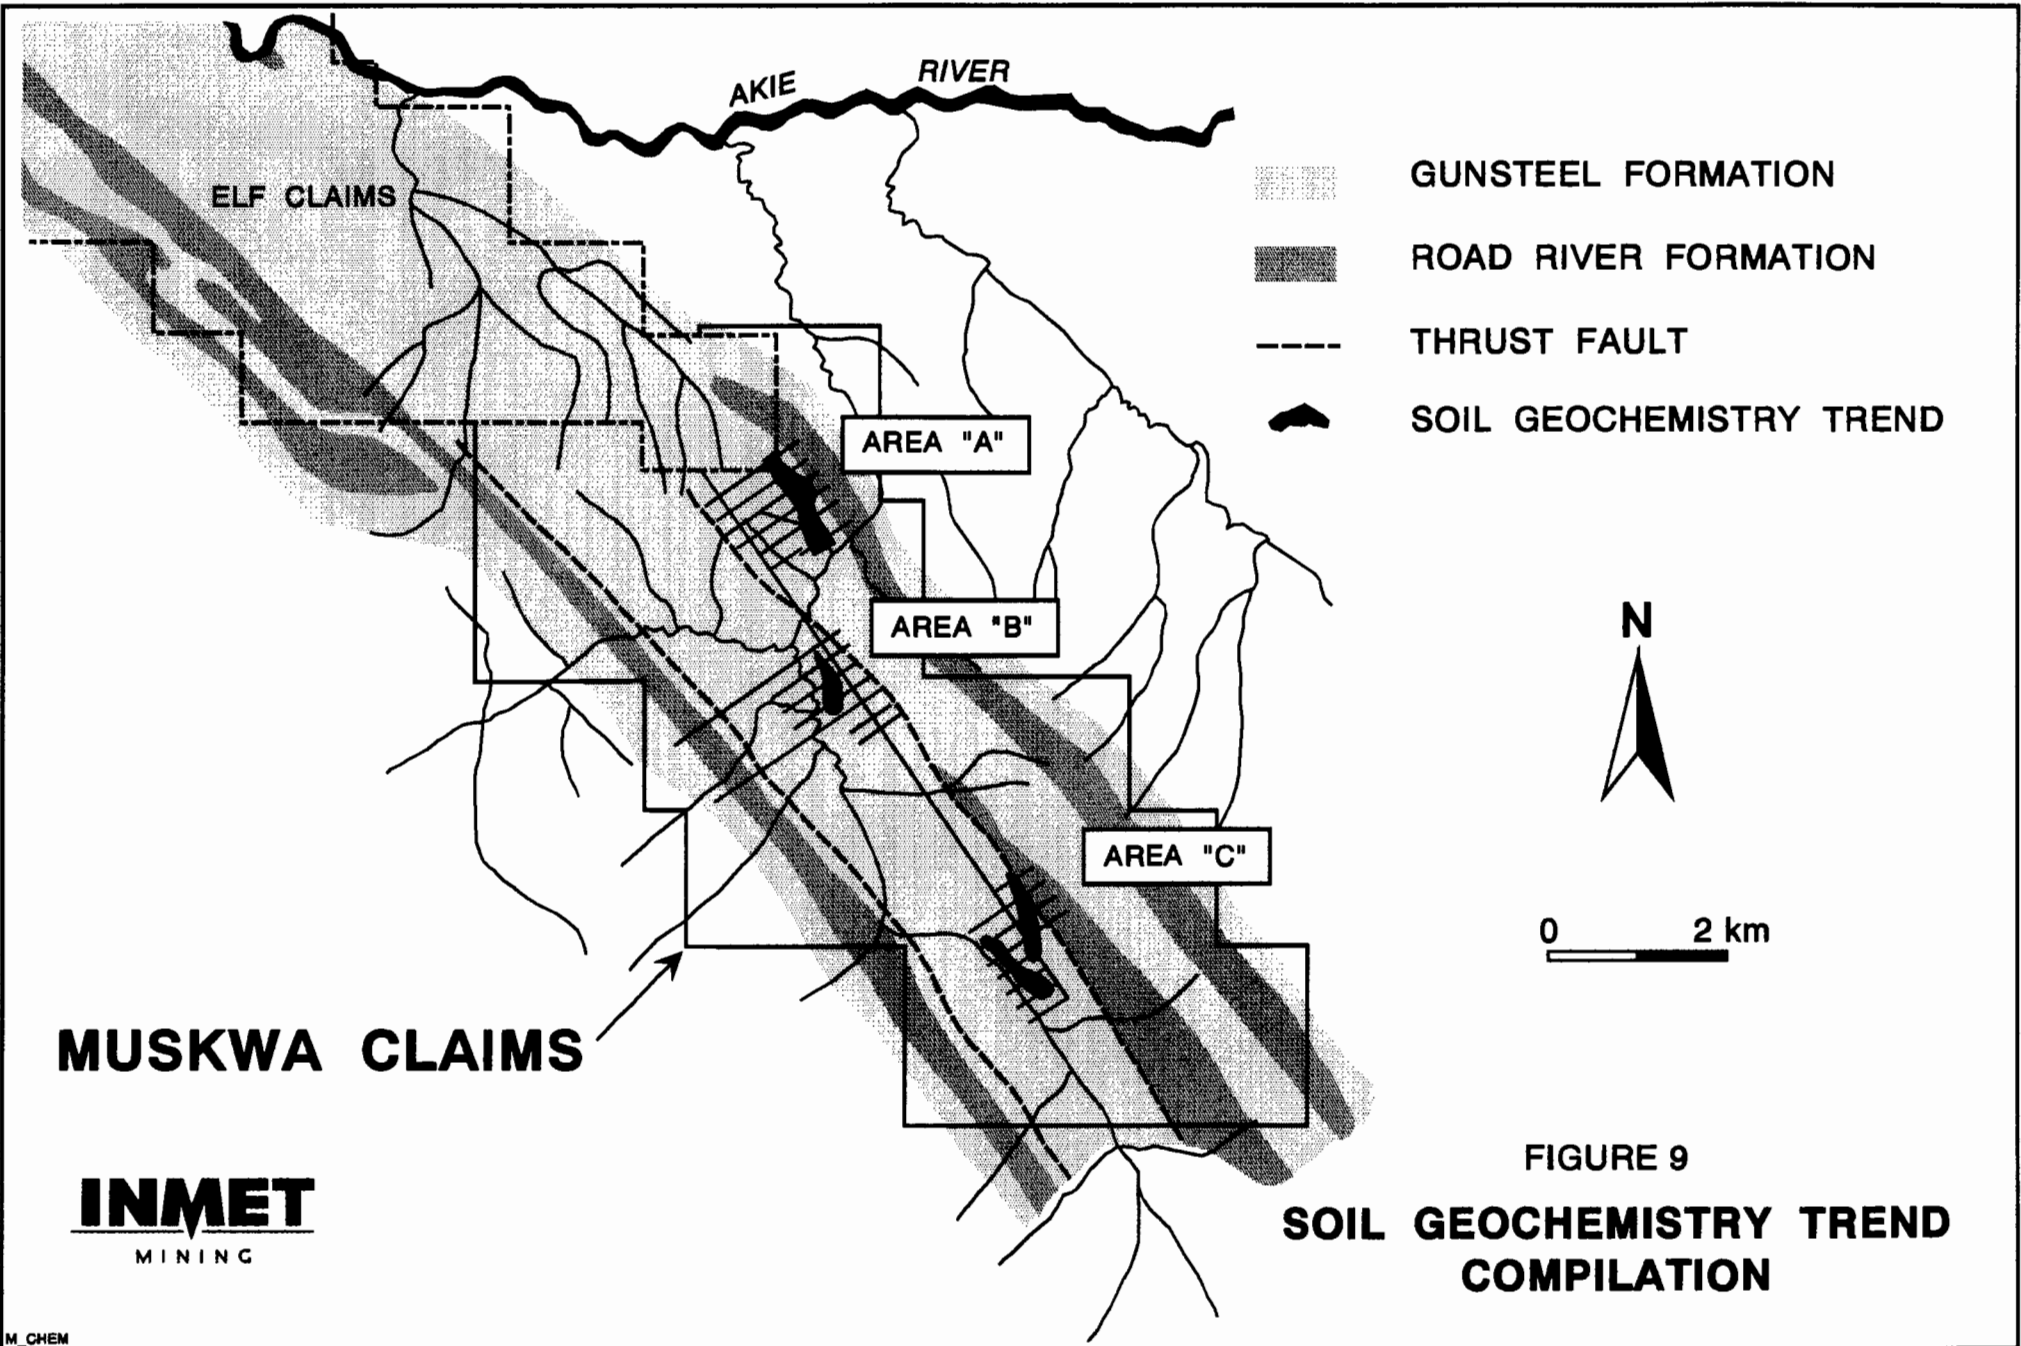 AKIE RIVER
ELF CLAIMS
GUNSTEEL FORMATION
ROAD RIVER FORMATION
THRUST FAULT
SOIL GEOCHEMISTRY TREND
AREA "A"
AREA "B"
AREA "C"
N
0 2 km
MUSKWA CLAIMS
INMET
MINING
FIGURE 9
SOIL GEOCHEMISTRY TREND
COMPILATION
M_CHEM